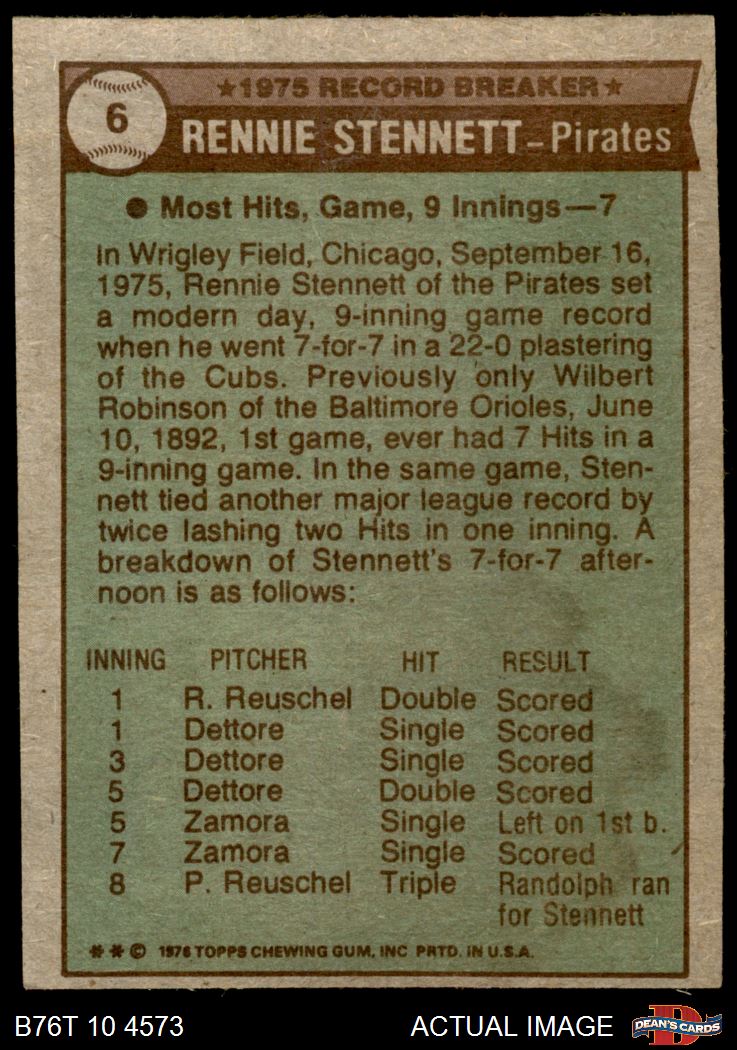 6
★1975 RECORD BREAKER★
RENNIE STENNETT – Pirates
● Most Hits, Game, 9 Innings—7
In Wrigley Field, Chicago, September 16,
1975, Rennie Stennett of the Pirates set
a modern day, 9-inning game record
when he went 7-for-7 in a 22-0 plastering
of the Cubs. Previously only Wilbert
Robinson of the Baltimore Orioles, June
10, 1892, 1st game, ever had 7 Hits in a
9-inning game. In the same game, Sten-
nett tied another major league record by
twice lashing two Hits in one inning. A
breakdown of Stennett's 7-for-7 after-
noon is as follows:
INNING PITCHER HIT RESULT
1 R. Reuschel Double Scored
1 Dettore Single Scored
3 Dettore Single Scored
5 Dettore Double Scored
5 Zamora Single Left on 1st b.
7 Zamora Single Scored
8 P. Reuschel Triple Randolph ran
for Stennett
✱ ✱ © 1976 TOPPS CHEWING GUM, INC PRTD. IN U.S.A.
B76T 10 4573 ACTUAL IMAGE DEAN'S CARDS